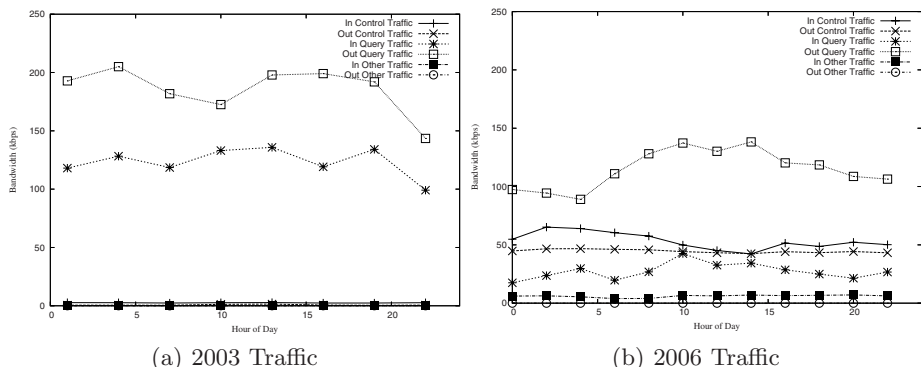 250
200
150
100
50
0
Bandwidth (kbps)
0
5
10
15
20
Hour of Day
In Control Traffic
Out Control Traffic
In Query Traffic
Out Query Traffic
In Other Traffic
Out Other Traffic
(a) 2003 Traffic
250
200
150
100
50
0
Bandwidth (kbps)
0
5
10
15
20
Hour of Day
In Control Traffic
Out Control Traffic
In Query Traffic
Out Query Traffic
In Other Traffic
Out Other Traffic
(b) 2006 Traffic